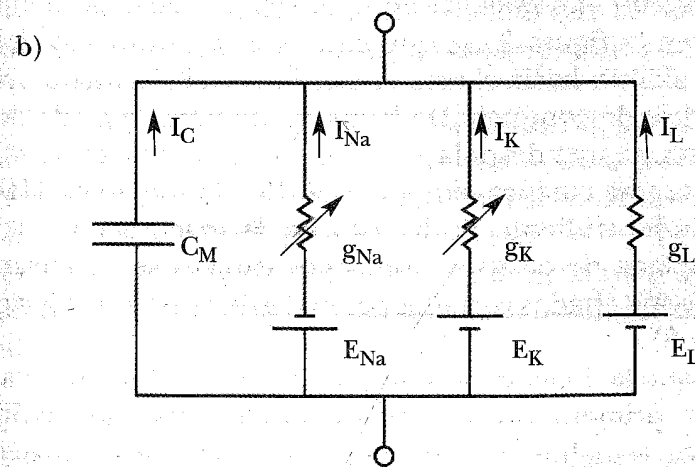 b)
I_C I_Na I_K I_L
C_M g_Na g_K g_L
E_Na E_K E_L